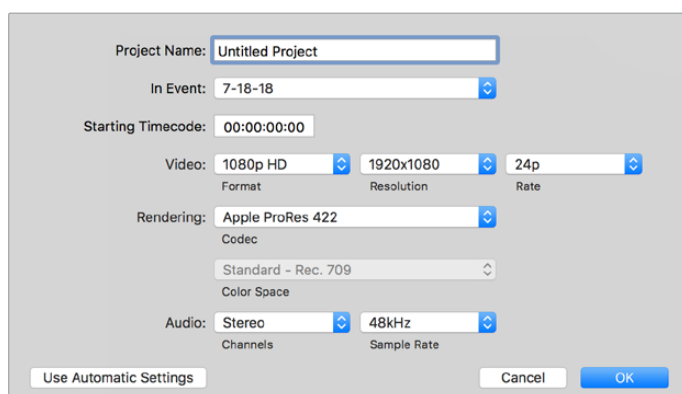 Project Name: Untitled Project
In Event: 7-18-18
Starting Timecode: 00:00:00:00
Video: 1080p HD 1920x1080 24p
Format Resolution Rate
Rendering: Apple ProRes 422
Codec
Standard - Rec. 709
Color Space
Audio: Stereo 48kHz
Channels Sample Rate
Use Automatic Settings Cancel OK